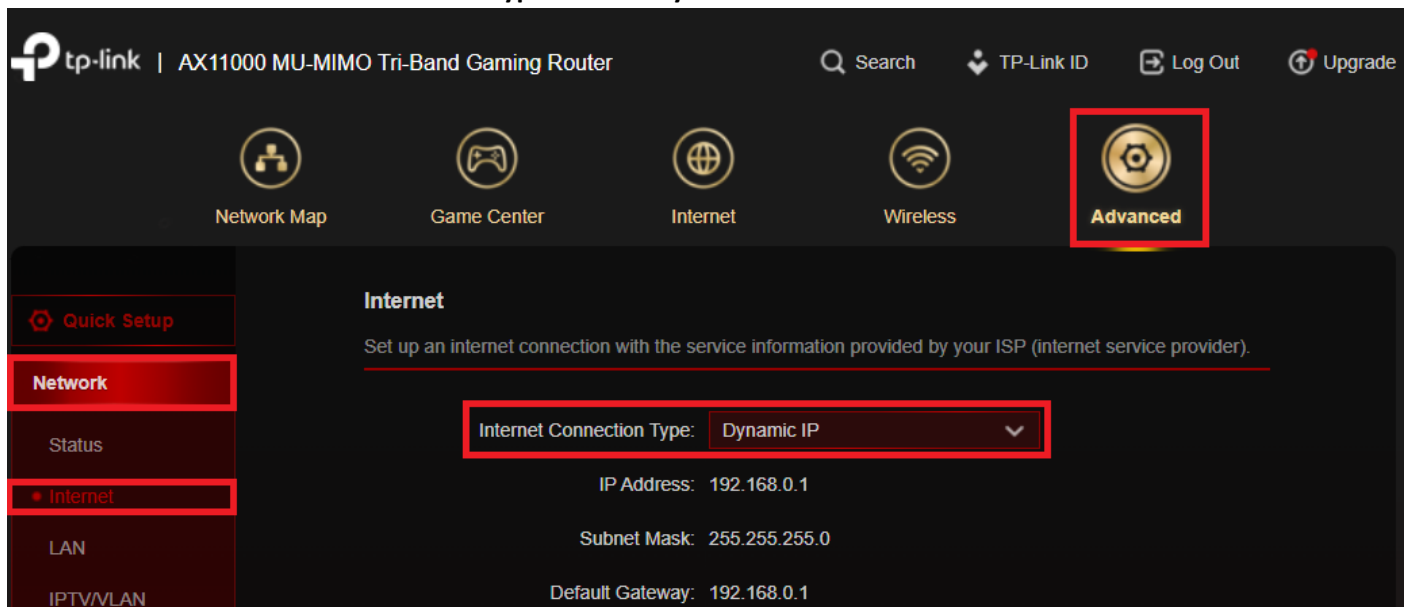 tp-link | AX11000 MU-MIMO Tri-Band Gaming Router Search TP-Link ID Log Out Upgrade
Network Map Game Center Internet Wireless Advanced
Quick Setup
Internet
Set up an internet connection with the service information provided by your ISP (internet service provider).
Network
Internet Connection Type: Dynamic IP
Status
IP Address: 192.168.0.1
Internet
Subnet Mask: 255.255.255.0
LAN
Default Gateway: 192.168.0.1
IPTV/VLAN